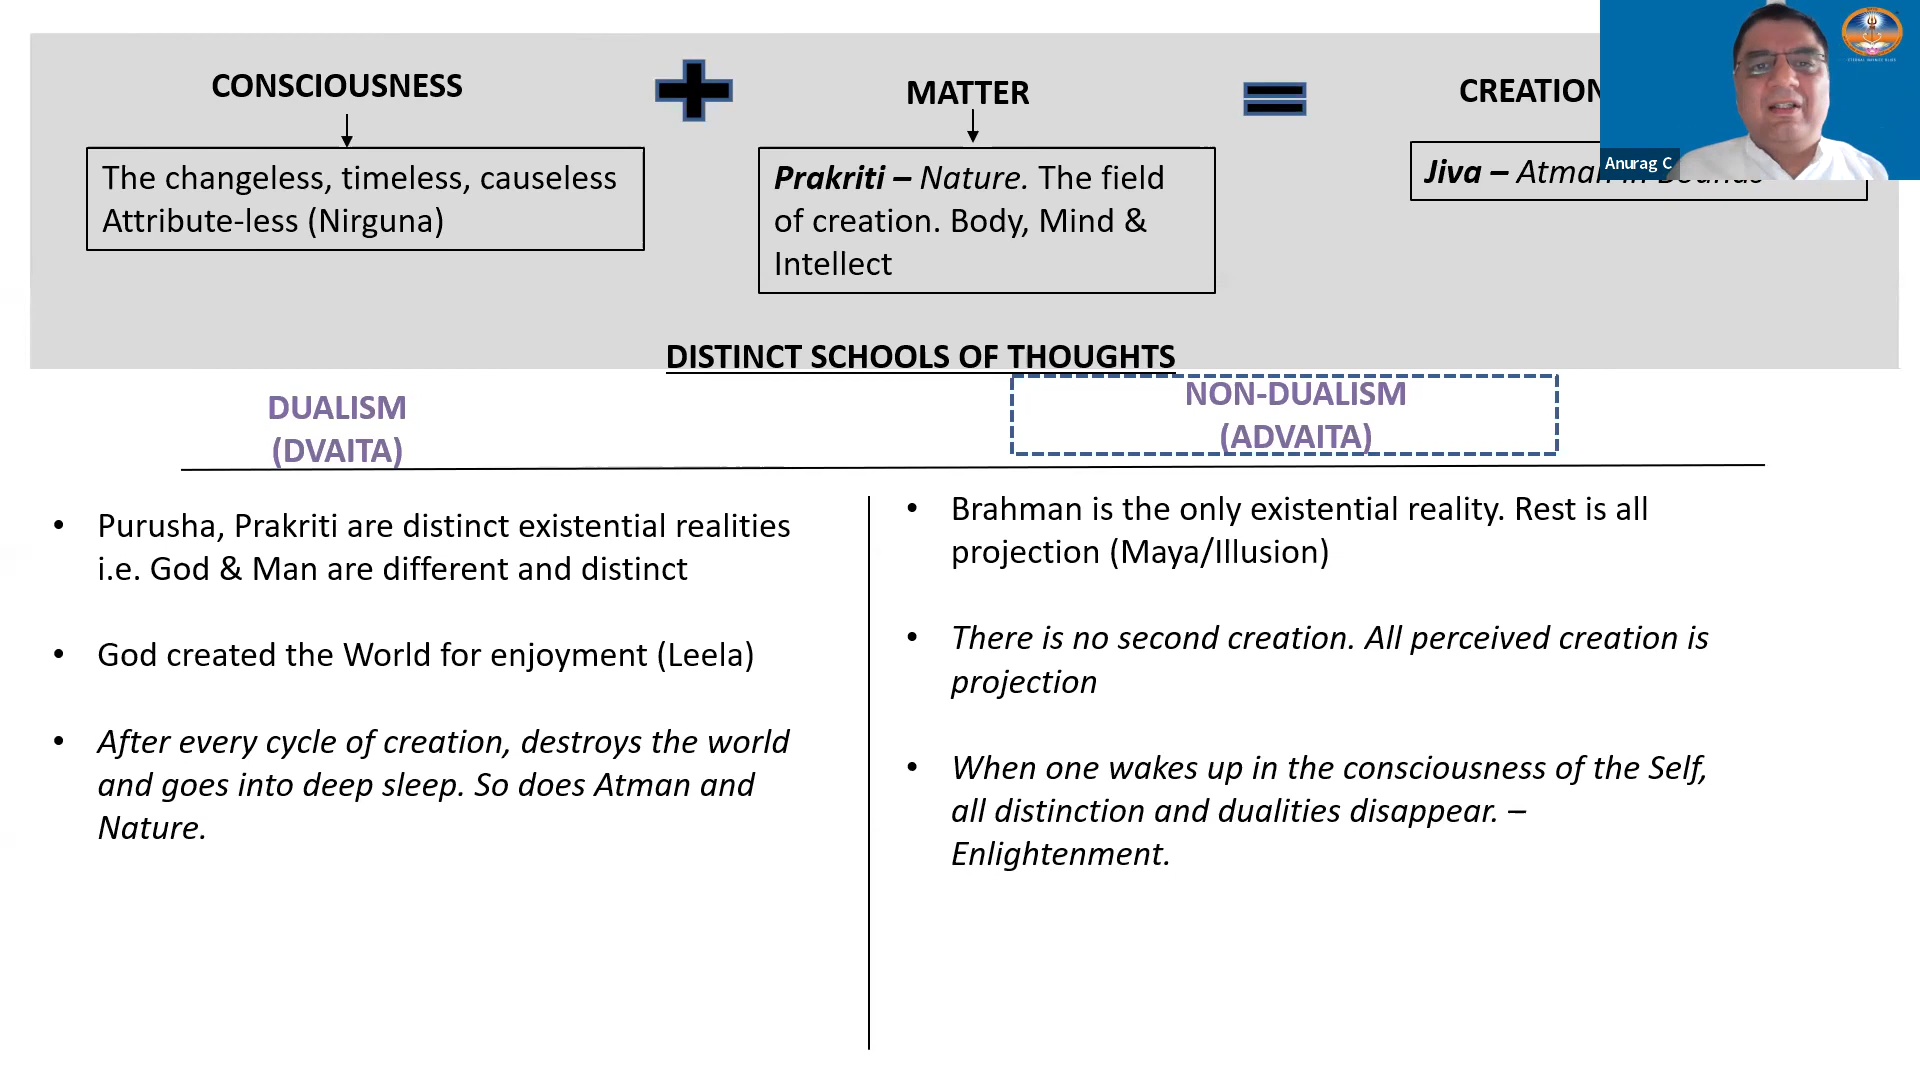 CONSCIOUSNESS
MATTER
CREATION
The changeless, timeless, causeless
Attribute-less (Nirguna)
Prakriti – Nature. The field
of creation. Body, Mind &
Intellect
Jiva – Atman in
Anurag C
DISTINCT SCHOOLS OF THOUGHTS
DUALISM
(DVAITA)
NON-DUALISM
(ADVAITA)
• Purusha, Prakriti are distinct existential realities
i.e. God & Man are different and distinct
• God created the World for enjoyment (Leela)
• After every cycle of creation, destroys the world
and goes into deep sleep. So does Atman and
Nature.
• Brahman is the only existential reality. Rest is all
projection (Maya/Illusion)
• There is no second creation. All perceived creation is
projection
• When one wakes up in the consciousness of the Self,
all distinction and dualities disappear. –
Enlightenment.